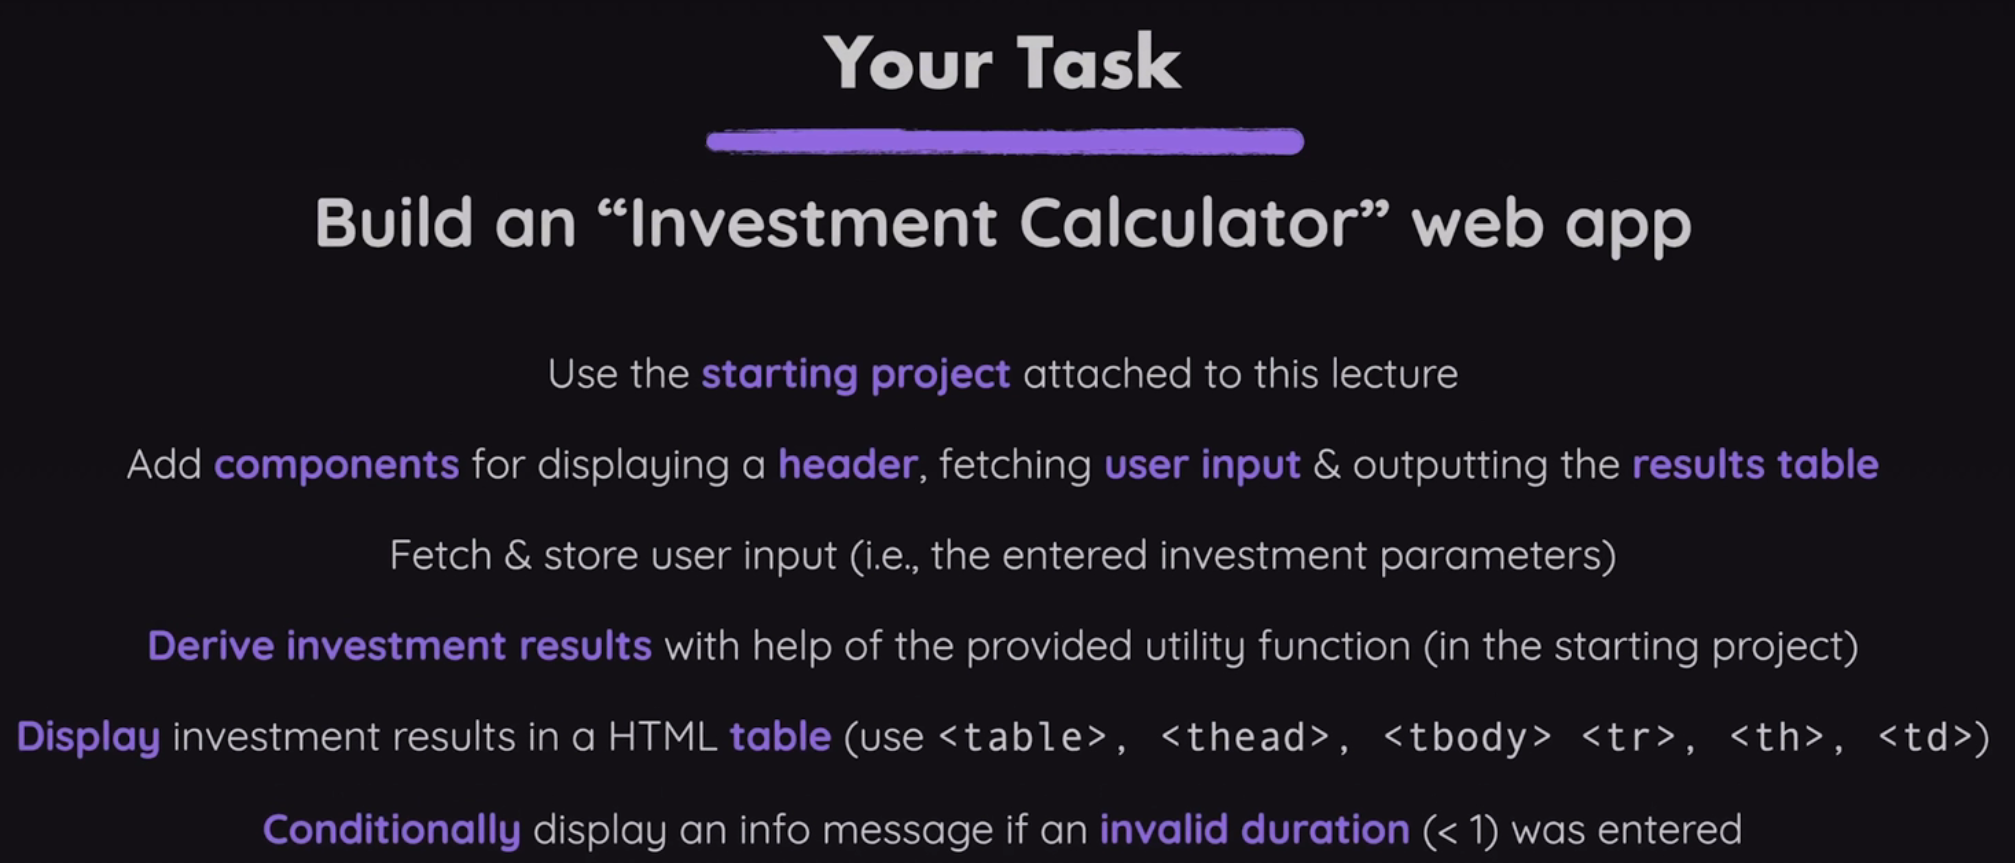 Your Task
Build an “Investment Calculator” web app
Use the starting project attached to this lecture
Add components for displaying a header, fetching user input & outputting the results table
Fetch & store user input (i.e., the entered investment parameters)
Derive investment results with help of the provided utility function (in the starting project)
Display investment results in a HTML table (use <table>, <thead>, <tbody> <tr>, <th>, <td>)
Conditionally display an info message if an invalid duration (< 1) was entered